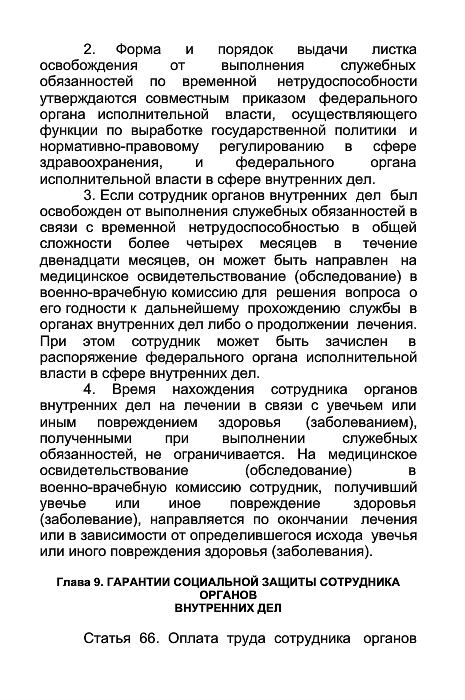 2. Форма и порядок выдачи листка
освобождения от выполнения служебных
обязанностей по временной нетрудоспособности
утверждаются совместным приказом федерального
органа исполнительной власти, осуществляющего
функции по выработке государственной политики и
нормативно-правовому регулированию в сфере
здравоохранения, и федерального органа
исполнительной власти в сфере внутренних дел.
3. Если сотрудник органов внутренних дел был
освобожден от выполнения служебных обязанностей в
связи с временной нетрудоспособностью в общей
сложности более четырех месяцев в течение
двенадцати месяцев, он может быть направлен на
медицинское освидетельствование (обследование) в
военно-врачебную комиссию для решения вопроса о
его годности к дальнейшему прохождению службы в
органах внутренних дел либо о продолжении лечения.
При этом сотрудник может быть зачислен в
распоряжение федерального органа исполнительной
власти в сфере внутренних дел.
4. Время нахождения сотрудника органов
внутренних дел на лечении в связи с увечьем или
иным повреждением здоровья (заболеванием),
полученными при выполнении служебных
обязанностей, не ограничивается. На медицинское
освидетельствование (обследование) в
военно-врачебную комиссию сотрудник, получивший
увечье или иное повреждение здоровья
(заболевание), направляется по окончании лечения
или в зависимости от определившегося исхода увечья
или иного повреждения здоровья (заболевания).
Глава 9. ГАРАНТИИ СОЦИАЛЬНОЙ ЗАЩИТЫ СОТРУДНИКА
ОРГАНОВ
ВНУТРЕННИХ ДЕЛ
Статья 66. Оплата труда сотрудника органов